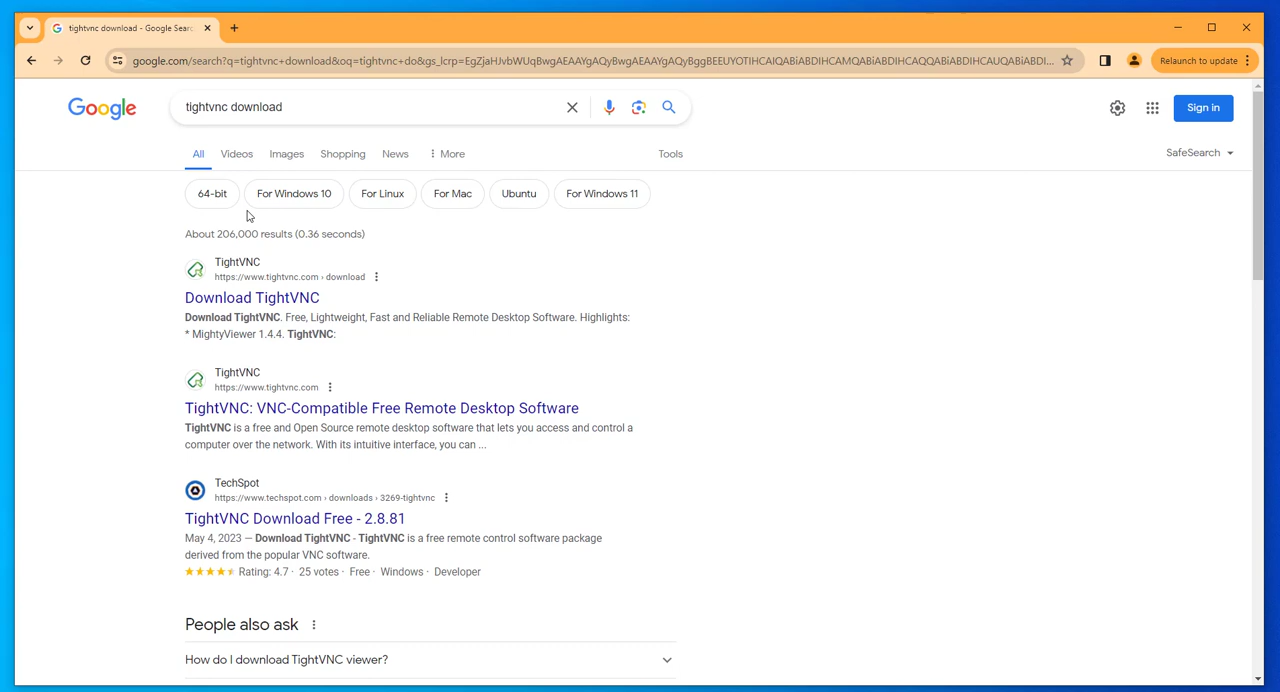 tightvnc download - Google Searc
google.com/search?q=tightvnc+download&oq=tightvnc+do&gs_lcrp=EgZjaHJvbWUqBwgAEAAYgAQyBwgAEAAYgAQyBggBEEUYOTIHCAIQABiABDIHCAMQABiABDIHCAQQABiABDIHCAUQABiABDI...
Relaunch to update
Google
tightvnc download
Sign in
All
Videos
Images
Shopping
News
More
Tools
SafeSearch
64-bit
For Windows 10
For Linux
For Mac
Ubuntu
For Windows 11
About 206,000 results (0.36 seconds)
TightVNC
https://www.tightvnc.com › download
Download TightVNC
Download TightVNC. Free, Lightweight, Fast and Reliable Remote Desktop Software. Highlights:
* MightyViewer 1.4.4. TightVNC:
TightVNC
https://www.tightvnc.com
TightVNC: VNC-Compatible Free Remote Desktop Software
TightVNC is a free and Open Source remote desktop software that lets you access and control a
computer over the network. With its intuitive interface, you can ...
TechSpot
https://www.techspot.com › downloads › 3269-tightvnc
TightVNC Download Free - 2.8.81
May 4, 2023 — Download TightVNC - TightVNC is a free remote control software package
derived from the popular VNC software.
Rating: 4.7 · 25 votes · Free · Windows · Developer
People also ask
How do I download TightVNC viewer?